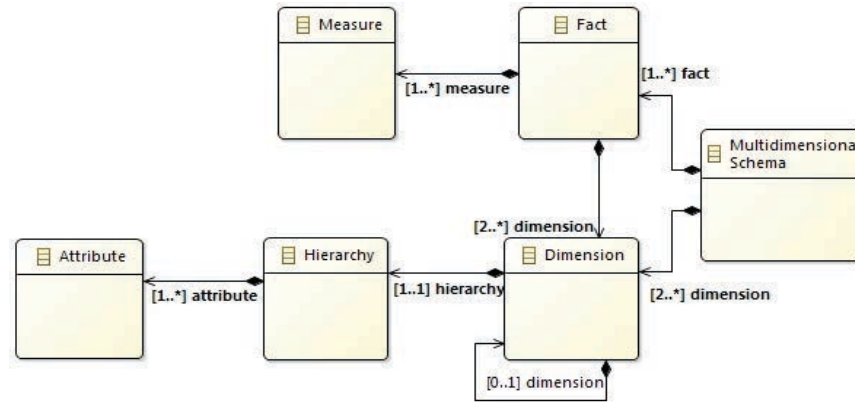 Measure
Fact
[1..*] measure
[1..*] fact
Multidimensiona
Schema
[2..*] dimension
Attribute
Hierarchy
Dimension
[1..*] attribute
[1..1] hierarchy
[2..*] dimension
[0..1] dimension